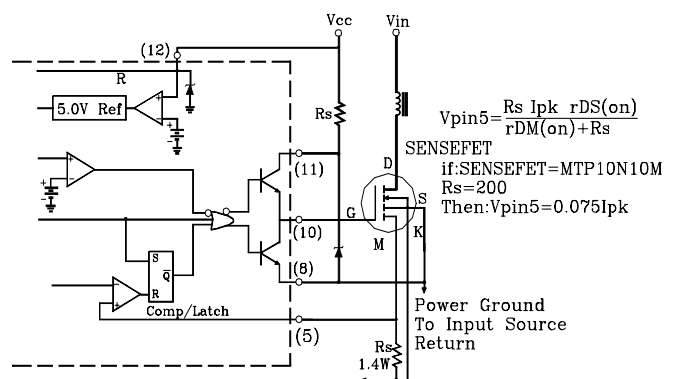 Vcc
Vin
(12)
R
5.0V Ref
+
-
+
-
Rs
Vpin5=Rs Ipk rDS(on)
rDM(on)+Rs
SENSEFET
if:SENSEFET=MTP10N10M
Rs=200
Then:Vpin5=0.075Ipk
(11)
D
S
G
(10)
K
M
+
-
+
-
S
Q
R
(8)
-
+
Comp/Latch
(5)
Power Ground
To Input Source
Return
Rs
1.4W